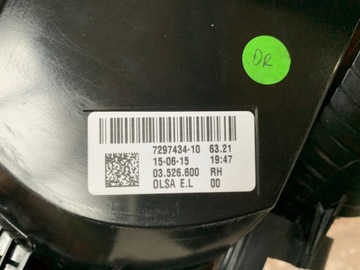 DR
7297434-10 63.21
15-06-15 19:47
03.526.600 RH
OLSA E.L 00